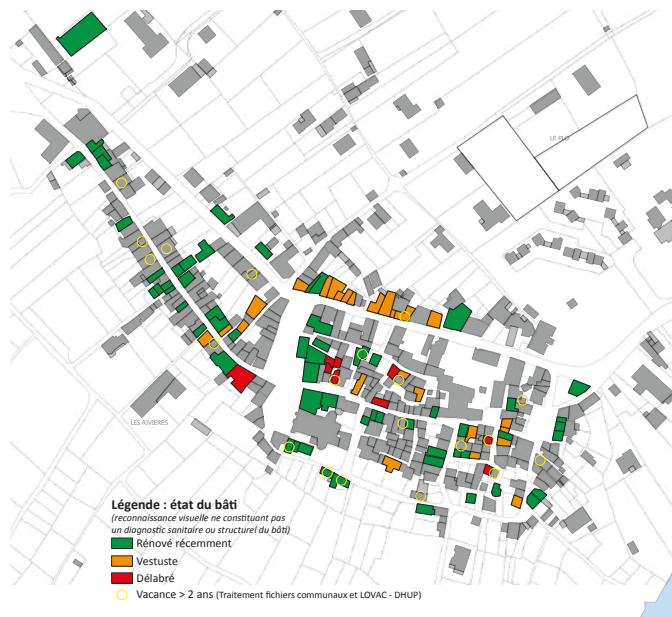 LE PUY
LES RIVIERES
Légende : état du bâti
(reconnaissance visuelle ne constituant pas
un diagnostic sanitaire ou structurel du bâti)
Rénové récemment
Vestuste
Délabré
Vacance > 2 ans (Traitement fichiers communaux et LOVAC - DHUP)